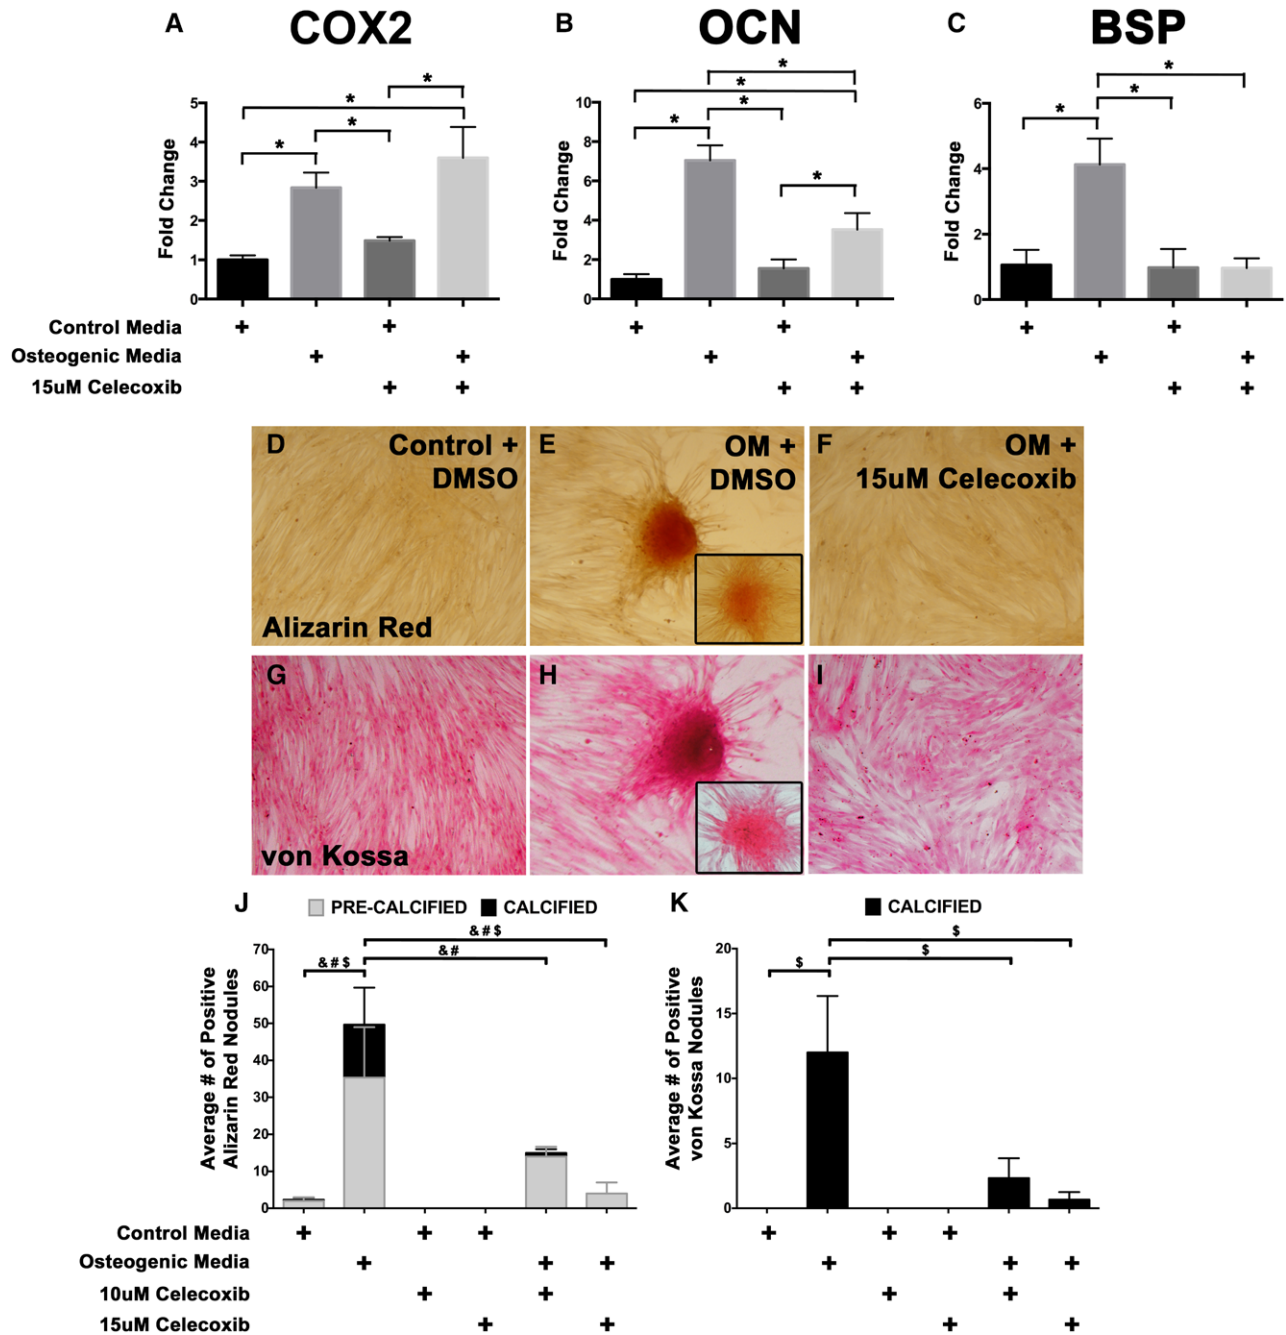 A COX2
B OCN
C BSP
Fold Change
5
4
3
2
1
0
* * * *
Fold Change
10
8
6
4
2
0
* * * * *
Fold Change
6
4
2
0
* * *
Control Media + + + + + +
Osteogenic Media + + + + + +
15uM Celecoxib + + + + + +
D Control +
DMSO
Alizarin Red
E OM +
DMSO
F OM +
15uM Celecoxib
G
von Kossa
H
I
J
PRE-CALCIFIED CALCIFIED
Average # of Positive
Alizarin Red Nodules
70
60
50
40
30
20
10
0
& # $
& #
& # $
K
CALCIFIED
Average # of Positive
von Kossa Nodules
20
15
10
5
0
$
$
$
Control Media + + + + + +
Osteogenic Media + + + + + +
10uM Celecoxib + + + +
15uM Celecoxib + + + +